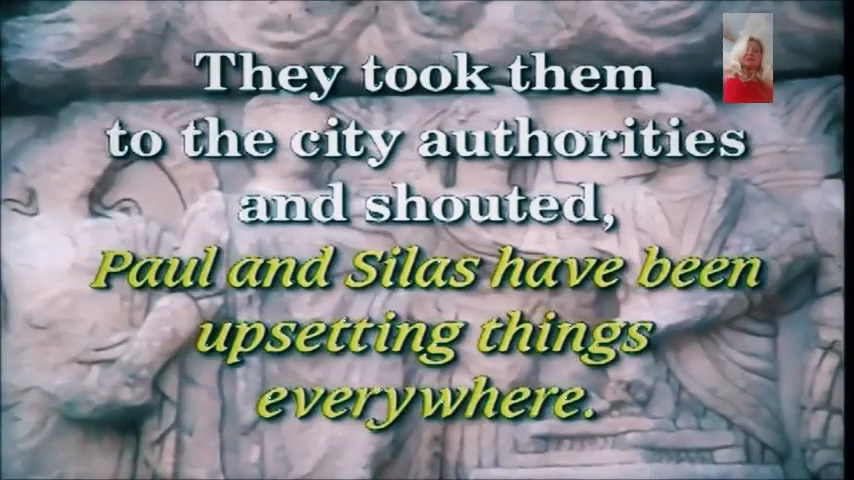 They took them
to the city authorities
and shouted,
Paul and Silas have been
upsetting things
everywhere.